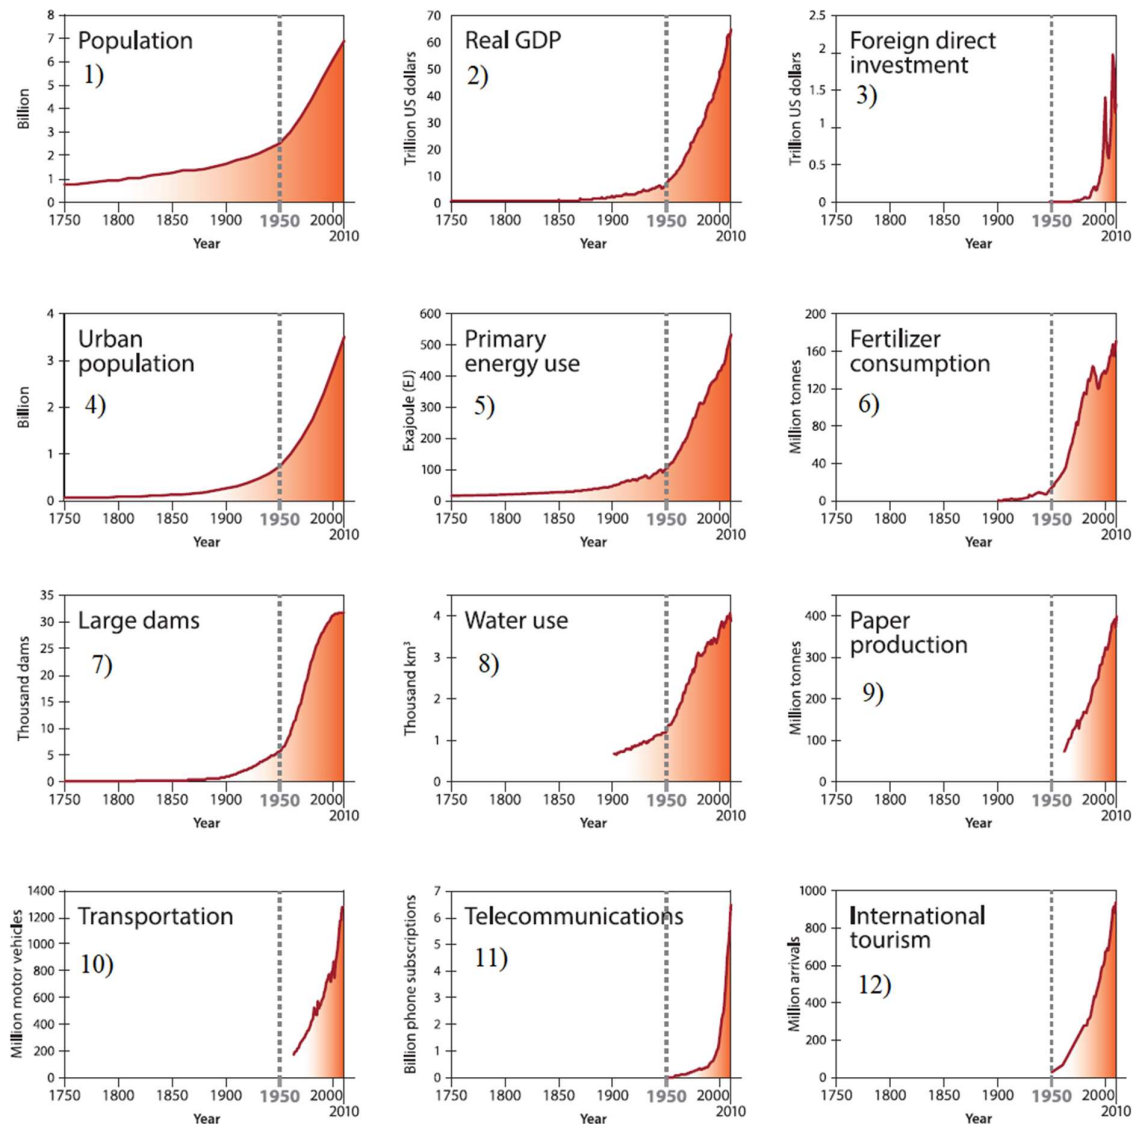 8
7
6
5
4
3
2
1
0
Billion
Population
1)
1750 1800 1850 1900 1950 2000
2010
Year
70
60
50
40
30
20
10
0
Trillion US dollars
Real GDP
2)
1750 1800 1850 1900 1950 2000
2010
Year
2.5
2
1.5
1
0.5
0
Trillion US dollars
Foreign direct
investment
3)
1750 1800 1850 1900 1950 2000
2010
Year
4
3
2
1
0
Billion
Urban
population
4)
1750 1800 1850 1900 1950 2000
2010
Year
600
500
400
300
200
100
0
Exajoule (EJ)
Primary
energy use
5)
1750 1800 1850 1900 1950 2000
2010
Year
200
160
120
80
40
0
Million tonnes
Fertilizer
consumption
6)
1750 1800 1850 1900 1950 2000
2010
Year
35
30
25
20
15
10
5
0
Thousand dams
Large dams
7)
1750 1800 1850 1900 1950 2000
2010
Year
4
3
2
1
0
Thousand km³
Water use
8)
1750 1800 1850 1900 1950 2000
2010
Year
400
300
200
100
0
Million tonnes
Paper
production
9)
1750 1800 1850 1900 1950 2000
2010
Year
1400
1200
1000
800
600
400
200
0
Million motor vehicles
Transportation
10)
1750 1800 1850 1900 1950 2000
2010
Year
7
6
5
4
3
2
1
0
Billion phone subscriptions
Telecommunications
11)
1750 1800 1850 1900 1950 2000
2010
Year
1000
800
600
400
200
0
Million arrivals
International
tourism
12)
1750 1800 1850 1900 1950 2000
2010
Year